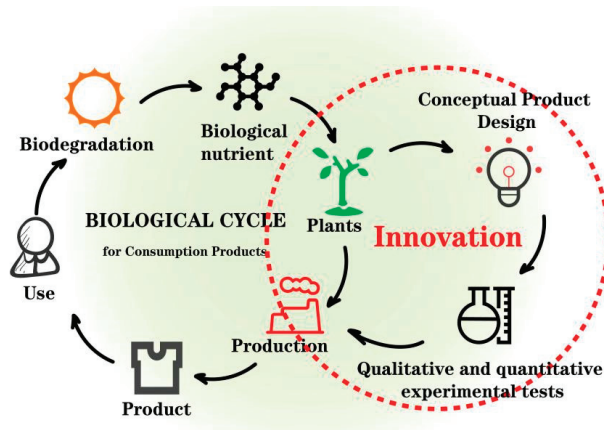 Conceptual Product
Design
Biodegradation
Biological
nutrient
Plants
BIOLOGICAL CYCLE
for Consumption Products
Innovation
Use
Production
Qualitative and quantitative
experimental tests
Product